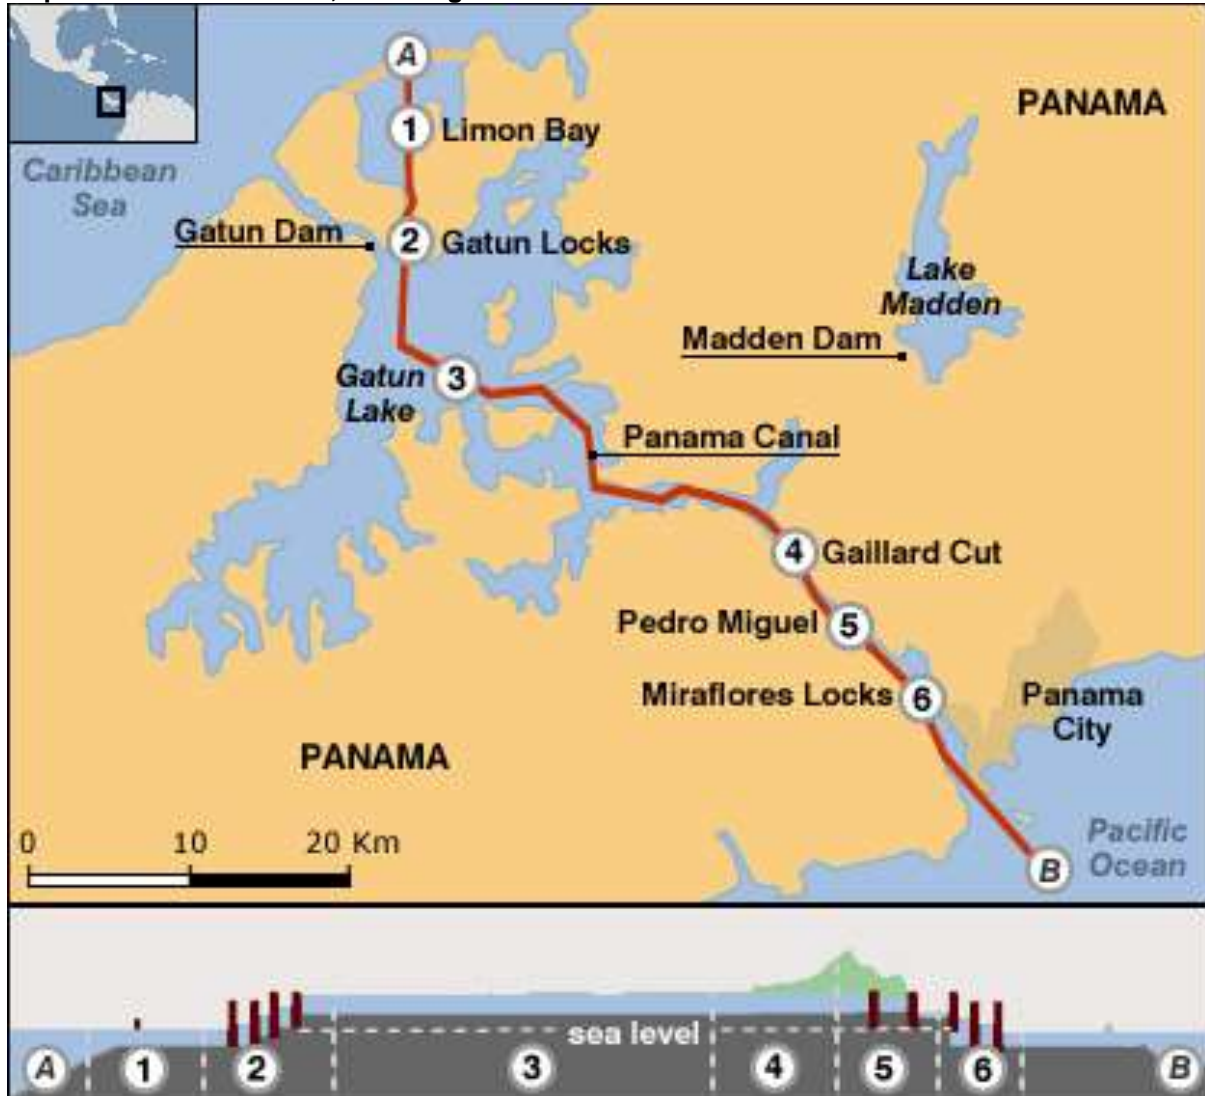 A
1 Limon Bay
PANAMA
Caribbean
Sea
Gatun Dam
2 Gatun Locks
Lake
Madden
Madden Dam
Gatun
Lake
3
Panama Canal
4 Gaillard Cut
Pedro Miguel 5
Miraflores Locks 6
Panama
City
PANAMA
0 10 20 Km
Pacific
Ocean
B
sea level
A 1 2 3 4 5 6 B